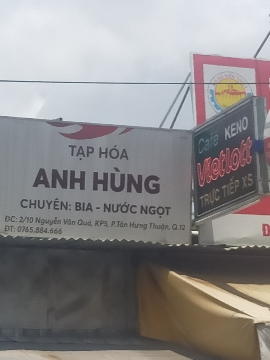 TẠP HÓA
ANH HÙNG
CHUYÊN: BIA - NƯỚC NGỌT
ĐC: 2/10 Nguyễn Văn Quá, KP5, P.Tân Hưng Thuận, Q.12
ĐT: 0765.884.666
Cafe KENO
Vietlott
TRỰC TIẾP XS